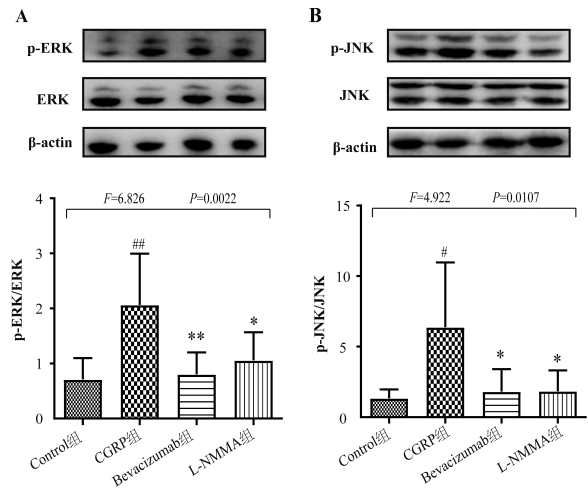 A
p-ERK
ERK
β-actin
F=6.826 P=0.0022
p-ERK/ERK
4
3
2
1
0
##
**
*
Control组
CGRP组
Bevacizumab组
L-NMMA组
B
p-JNK
JNK
β-actin
F=4.922 P=0.0107
p-JNK/JNK
15
10
5
0
#
*
*
Control组
CGRP组
Bevacizumab组
L-NMMA组